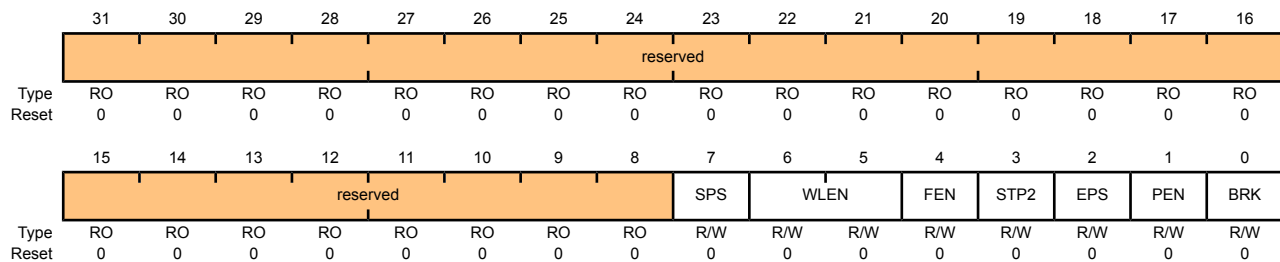 31 30 29 28 27 26 25 24 23 22 21 20 19 18 17 16
reserved
Type RO RO RO RO RO RO RO RO RO RO RO RO RO RO RO RO
Reset 0 0 0 0 0 0 0 0 0 0 0 0 0 0 0 0
15 14 13 12 11 10 9 8 7 6 5 4 3 2 1 0
reserved SPS WLEN FEN STP2 EPS PEN BRK
Type RO RO RO RO RO RO RO RO R/W R/W R/W R/W R/W R/W R/W R/W
Reset 0 0 0 0 0 0 0 0 0 0 0 0 0 0 0 0